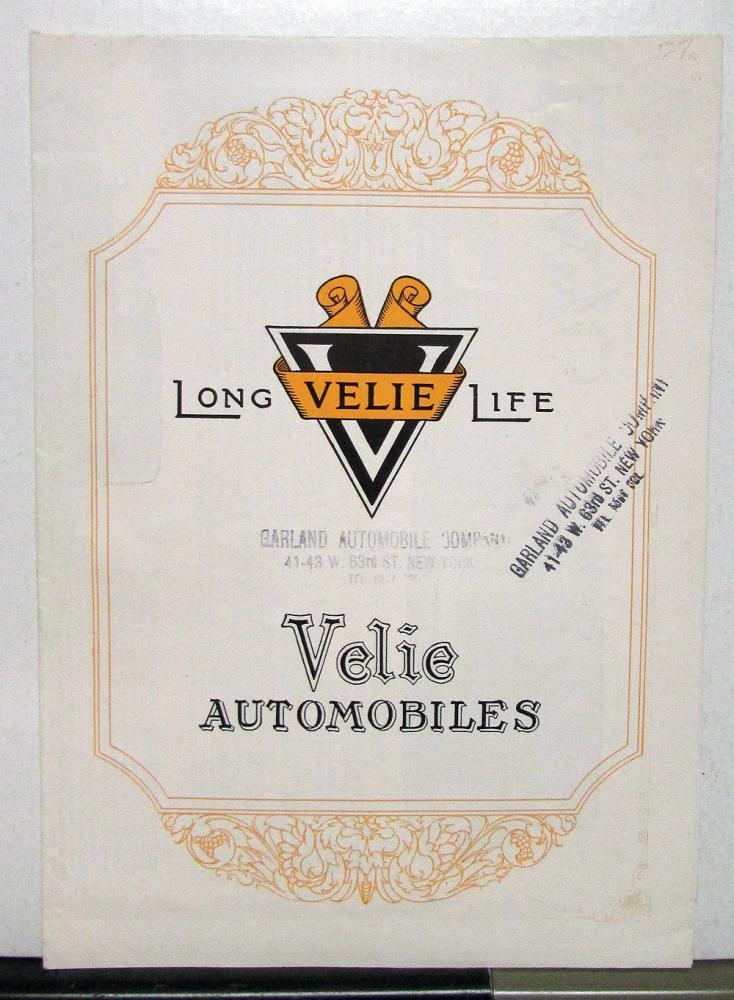 LONG VELIE LIFE
GARLAND AUTOMOBILE COMPANY
41-43 W. 63rd ST. NEW YORK
GARLAND AUTOMOBILE COMPANY
41-43 W. 63rd ST. NEW YORK
TEL.
Velie
AUTOMOBILES